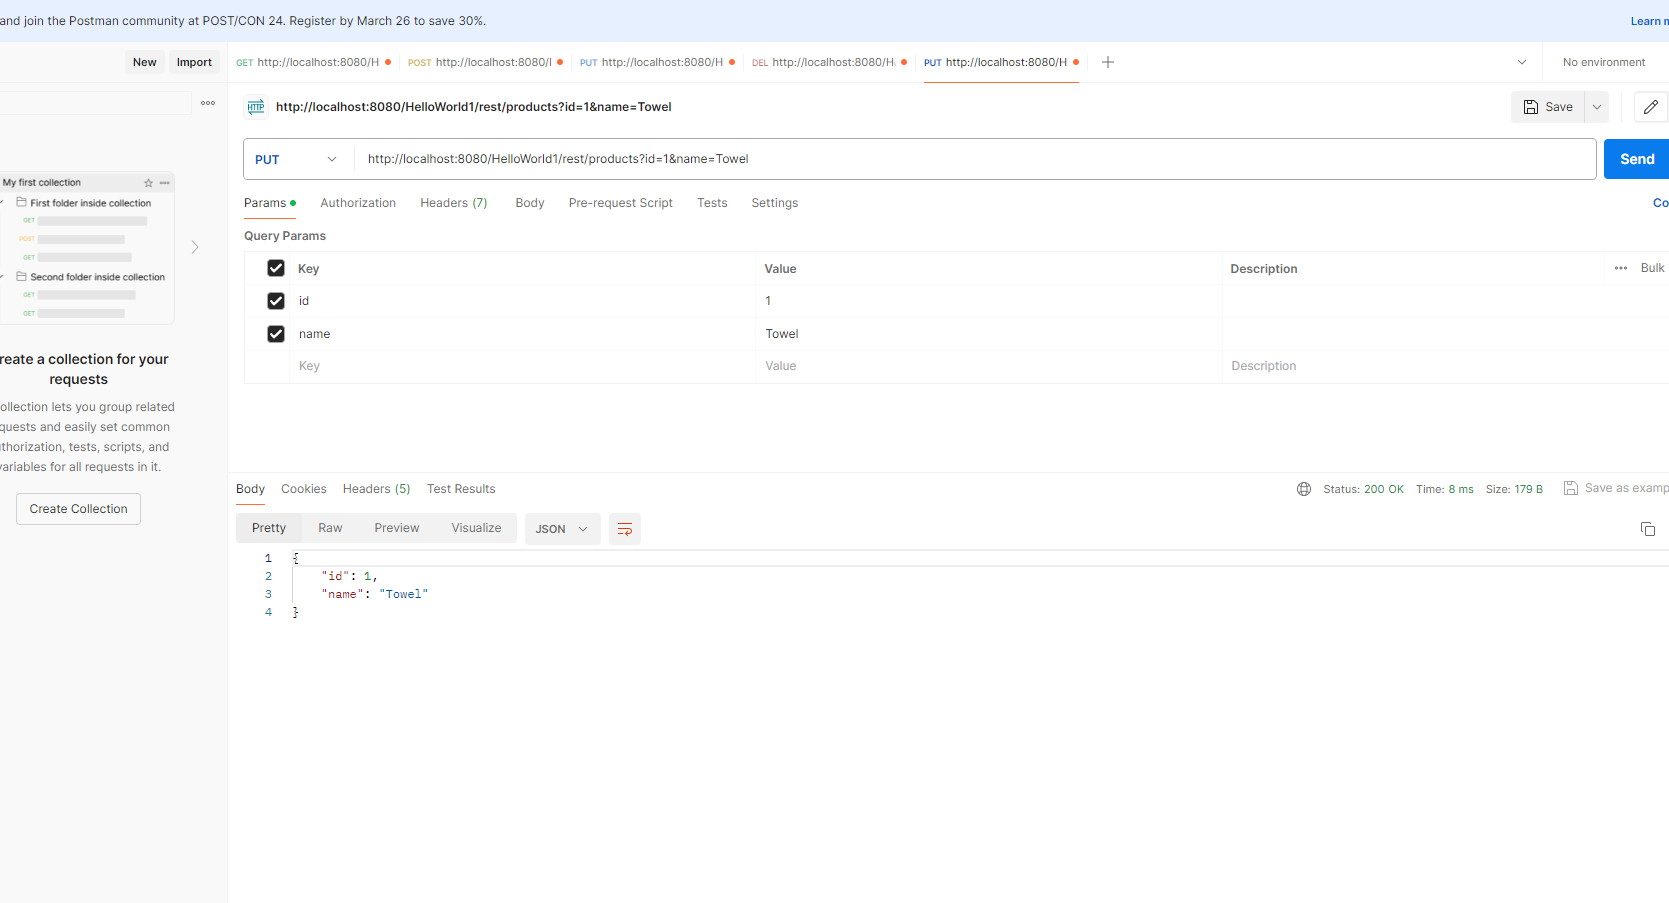 and join the Postman community at POST/CON 24. Register by March 26 to save 30%.
Learn
New Import
GET http://localhost:8080/H POST http://localhost:8080/ PUT http://localhost:8080/H DEL http://localhost:8080/H PUT http://localhost:8080/H
No environment
HTTP http://localhost:8080/HelloWorld1/rest/products?id=1&name=Towel
Save
PUT http://localhost:8080/HelloWorld1/rest/products?id=1&name=Towel
Send
Params Authorization Headers (7) Body Pre-request Script Tests Settings
Co
Query Params
Key Value Description
Bulk
id 1
name Towel
Key Value Description
My first collection
First folder inside collection
GET
POST
GET
Second folder inside collection
GET
GET
reate a collection for your
requests
ollection lets you group related
quests and easily set common
thorization, tests, scripts, and
variables for all requests in it.
Create Collection
Body Cookies Headers (5) Test Results
Status: 200 OK Time: 8 ms Size: 179 B
Save as examp
Pretty Raw Preview Visualize JSON
1 {
2 "id": 1,
3 "name": "Towel"
4 }